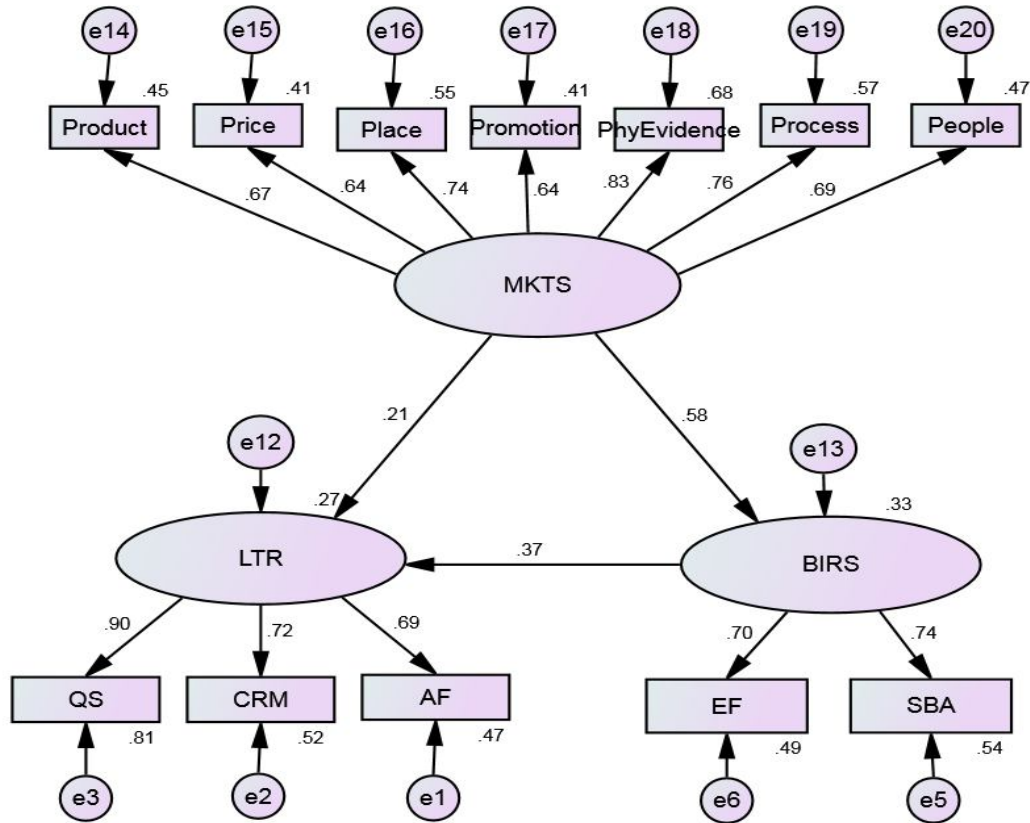 e14 e15 e16 e17 e18 e19 e20
.45 .41 .55 .41 .68 .57 .47
Product Price Place Promotion PhyEvidence Process People
.67 .64 .74 .64 .83 .76 .69
MKTS
.21 .58
e12 e13
.27 .33
LTR .37 BIRS
.90 .72 .69 .70 .74
QS CRM AF EF SBA
.81 .52 .47 .49 .54
e3 e2 e1 e6 e5